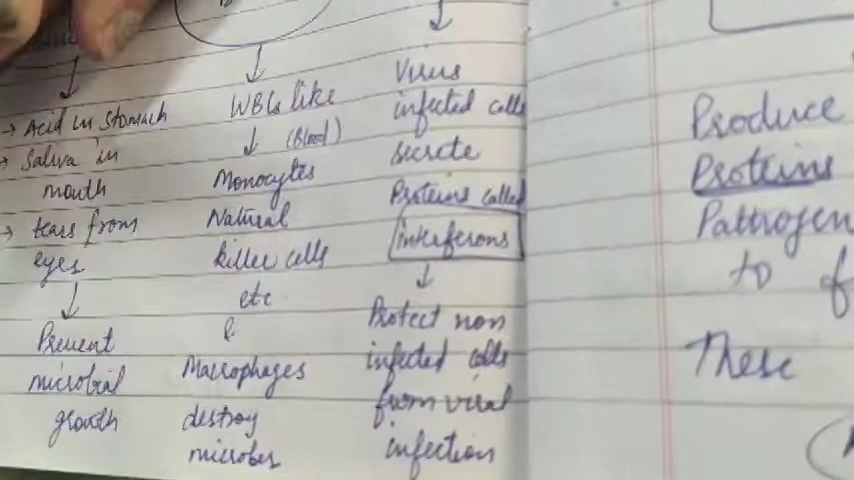 → Acid in Stomach
→ Saliva in
mouth
→ tears from
eyes
Prevent
microbial
growth
WBCs like
(Blood)
Monocytes
Natural
killer cells
etc
&
Macrophages
destroy
microbes
Virus
infected cells
secrete
Proteins called
interferons
Protect non
infected cells
from viral
infection
Produce
Proteins
Pathogen
to
These